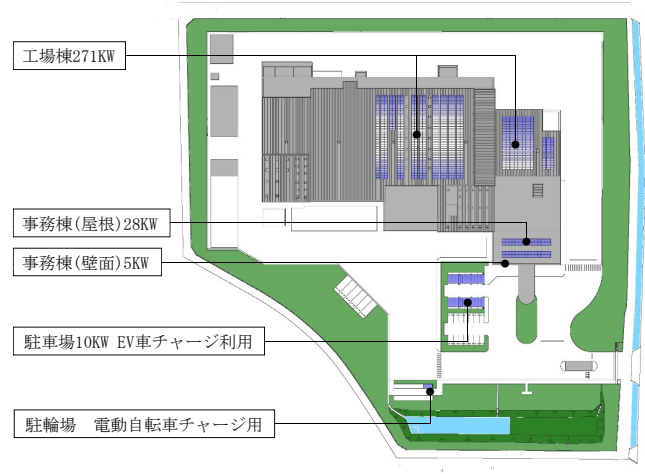 工場棟271KW
事務棟(屋根)28KW
事務棟(壁面)5KW
駐車場10KW EV車チャージ利用
駐輪場　電動自転車チャージ用